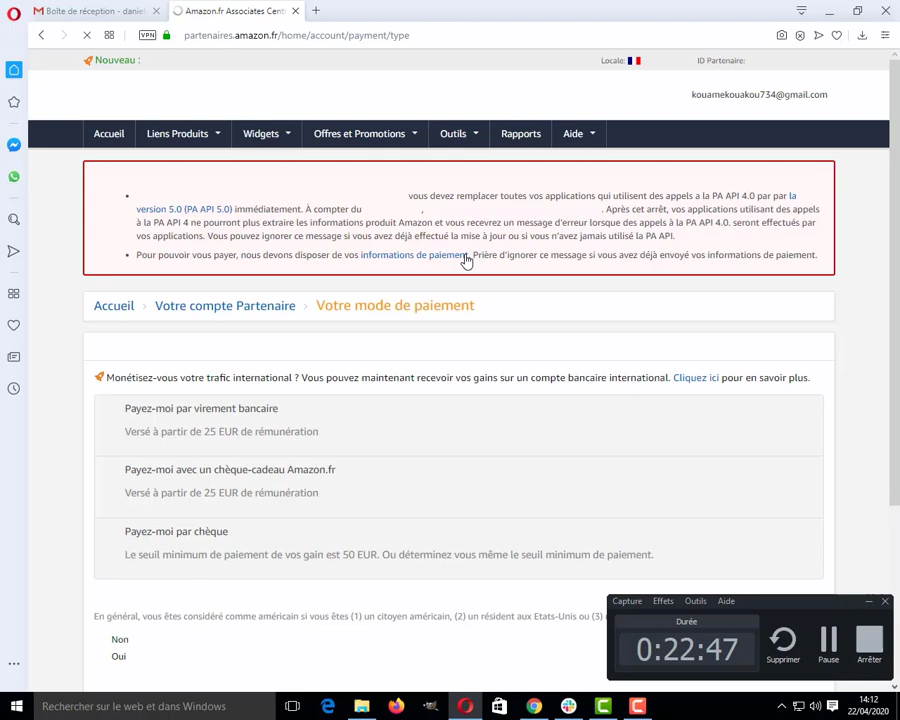 Boîte de réception - daniel
Amazon.fr Associates Cent
VPN
partenaires.amazon.fr/home/account/payment/type
Nouveau :
Locale:
ID Partenaire:
kouamekouakou734@gmail.com
Accueil Liens Produits Widgets Offres et Promotions Outils Rapports Aide
vous devez remplacer toutes vos applications qui utilisent des appels a la PA API 4.0 par par la
version 5.0 (PA API 5.0) immédiatement. À compter du , . Après cet arrêt, vos applications utilisant des appels
à la PA API 4 ne pourront plus extraire les informations produit Amazon et vous recevrez un message d'erreur lorsque des appels à la PA API 4.0. seront effectués par
vos applications. Vous pouvez ignorer ce message si vous avez déjà effectué la mise à jour ou si vous n'avez jamais utilisé la PA API.
Pour pouvoir vous payer, nous devons disposer de vos informations de paiement. Prière d'ignorer ce message si vous avez déjà envoyé vos informations de paiement.
Accueil › Votre compte Partenaire › Votre mode de paiement
Monétisez-vous votre trafic international ? Vous pouvez maintenant recevoir vos gains sur un compte bancaire international. Cliquez ici pour en savoir plus.
Payez-moi par virement bancaire
Versé à partir de 25 EUR de rémunération
Payez-moi avec un chèque-cadeau Amazon.fr
Versé à partir de 25 EUR de rémunération
Payez-moi par chèque
Le seuil minimum de paiement de vos gain est 50 EUR. Ou déterminez vous même le seuil minimum de paiement.
En général, vous êtes considéré comme américain si vous êtes (1) un citoyen américain, (2) un résident aux Etats-Unis ou (3)
Non
Oui
Capture Effets Outils Aide
Durée
0:22:47
Supprimer Pause Arrêter
Rechercher sur le Web et dans Windows
14:12
22/04/2020